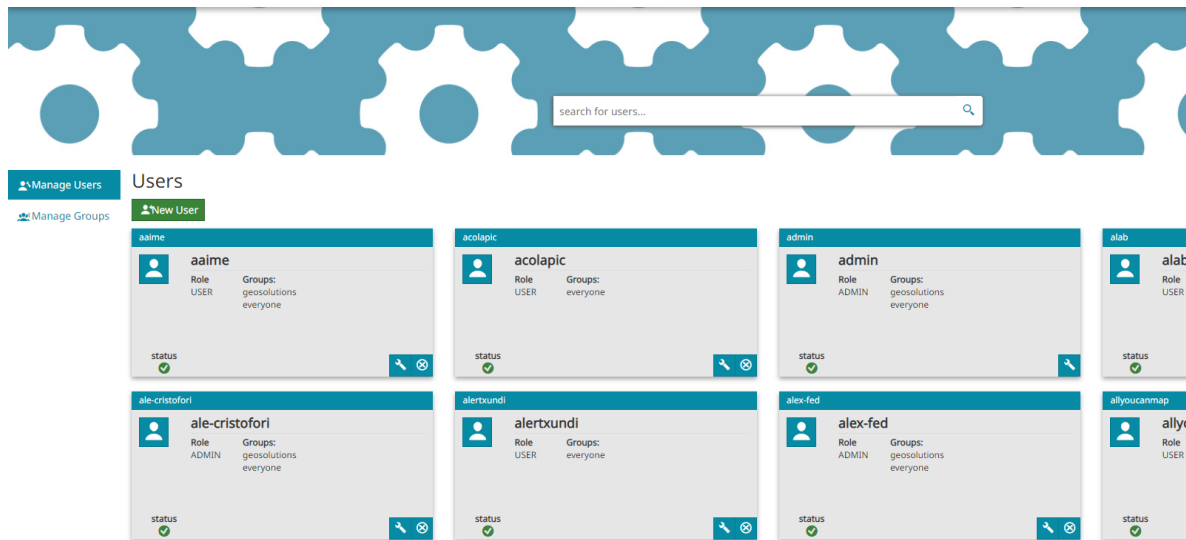 search for users...
Manage Users
Manage Groups
Users
New User
aaime
aaime
Role Groups:
USER geosolutions
everyone
status
acolapic
acolapic
Role Groups:
USER everyone
status
admin
admin
Role Groups:
ADMIN geosolutions
everyone
status
alab
alab
Role
USER
status
ale-cristofori
ale-cristofori
Role Groups:
ADMIN geosolutions
everyone
status
alertxundi
alertxundi
Role Groups:
USER everyone
status
alex-fed
alex-fed
Role Groups:
ADMIN geosolutions
everyone
status
allyoucanmap
Role
USER
status